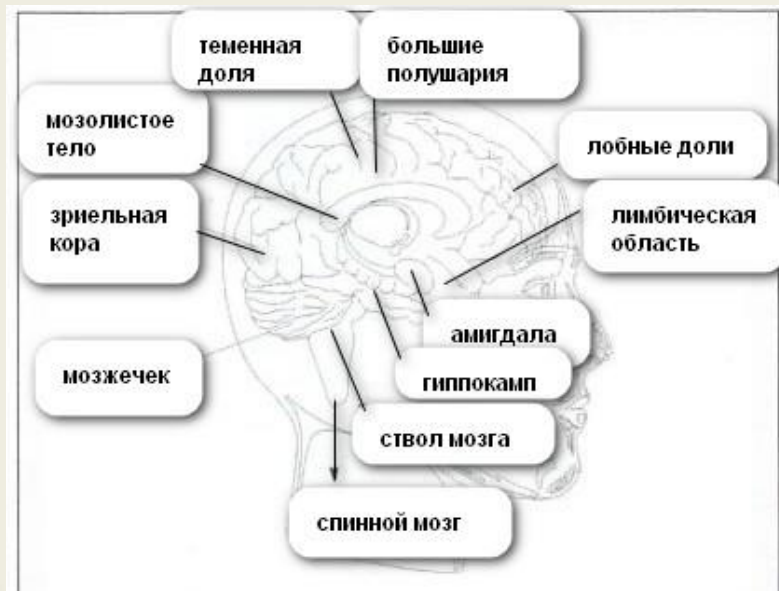 теменная
доля
большие
полушария
мозолистое
тело
лобные доли
зриельная
кора
лимбическая
область
амигдала
мозжечек
гиппокамп
ствол мозга
спинной мозг